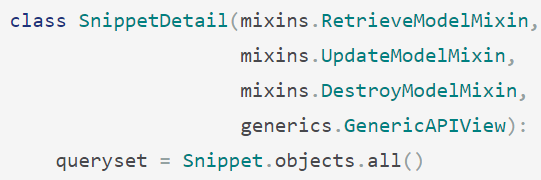 class SnippetDetail(mixins.RetrieveModelMixin,
                    mixins.UpdateModelMixin,
                    mixins.DestroyModelMixin,
                    generics.GenericAPIView):
    queryset = Snippet.objects.all()